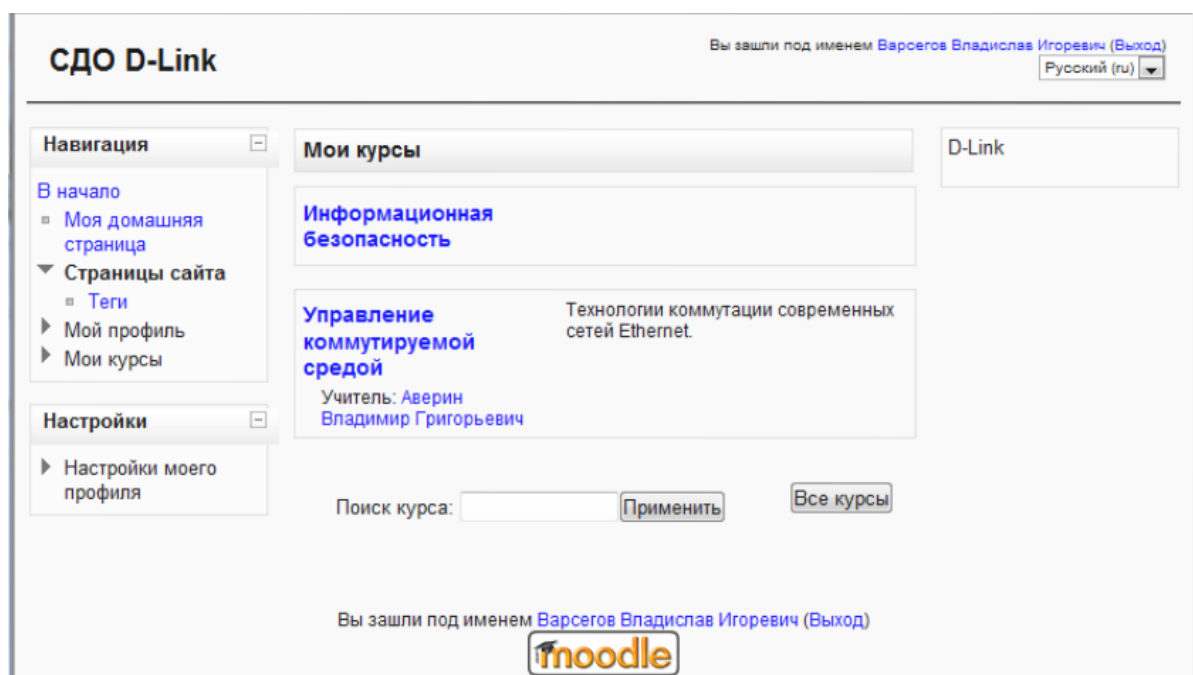 СДО D-Link
Вы зашли под именем Варсегов Владислав Игоревич (Выход)
Русский (ru)
Навигация
В начало
Моя домашняя
страница
Страницы сайта
Теги
Мой профиль
Мои курсы
Настройки
Настройки моего
профиля
Мои курсы
Информационная
безопасность
Управление
коммутируемой
средой
Учитель: Аверин
Владимир Григорьевич
Технологии коммутации современных
сетей Ethernet.
Поиск курса:
Применить
Все курсы
D-Link
Вы зашли под именем Варсегов Владислав Игоревич (Выход)
moodle